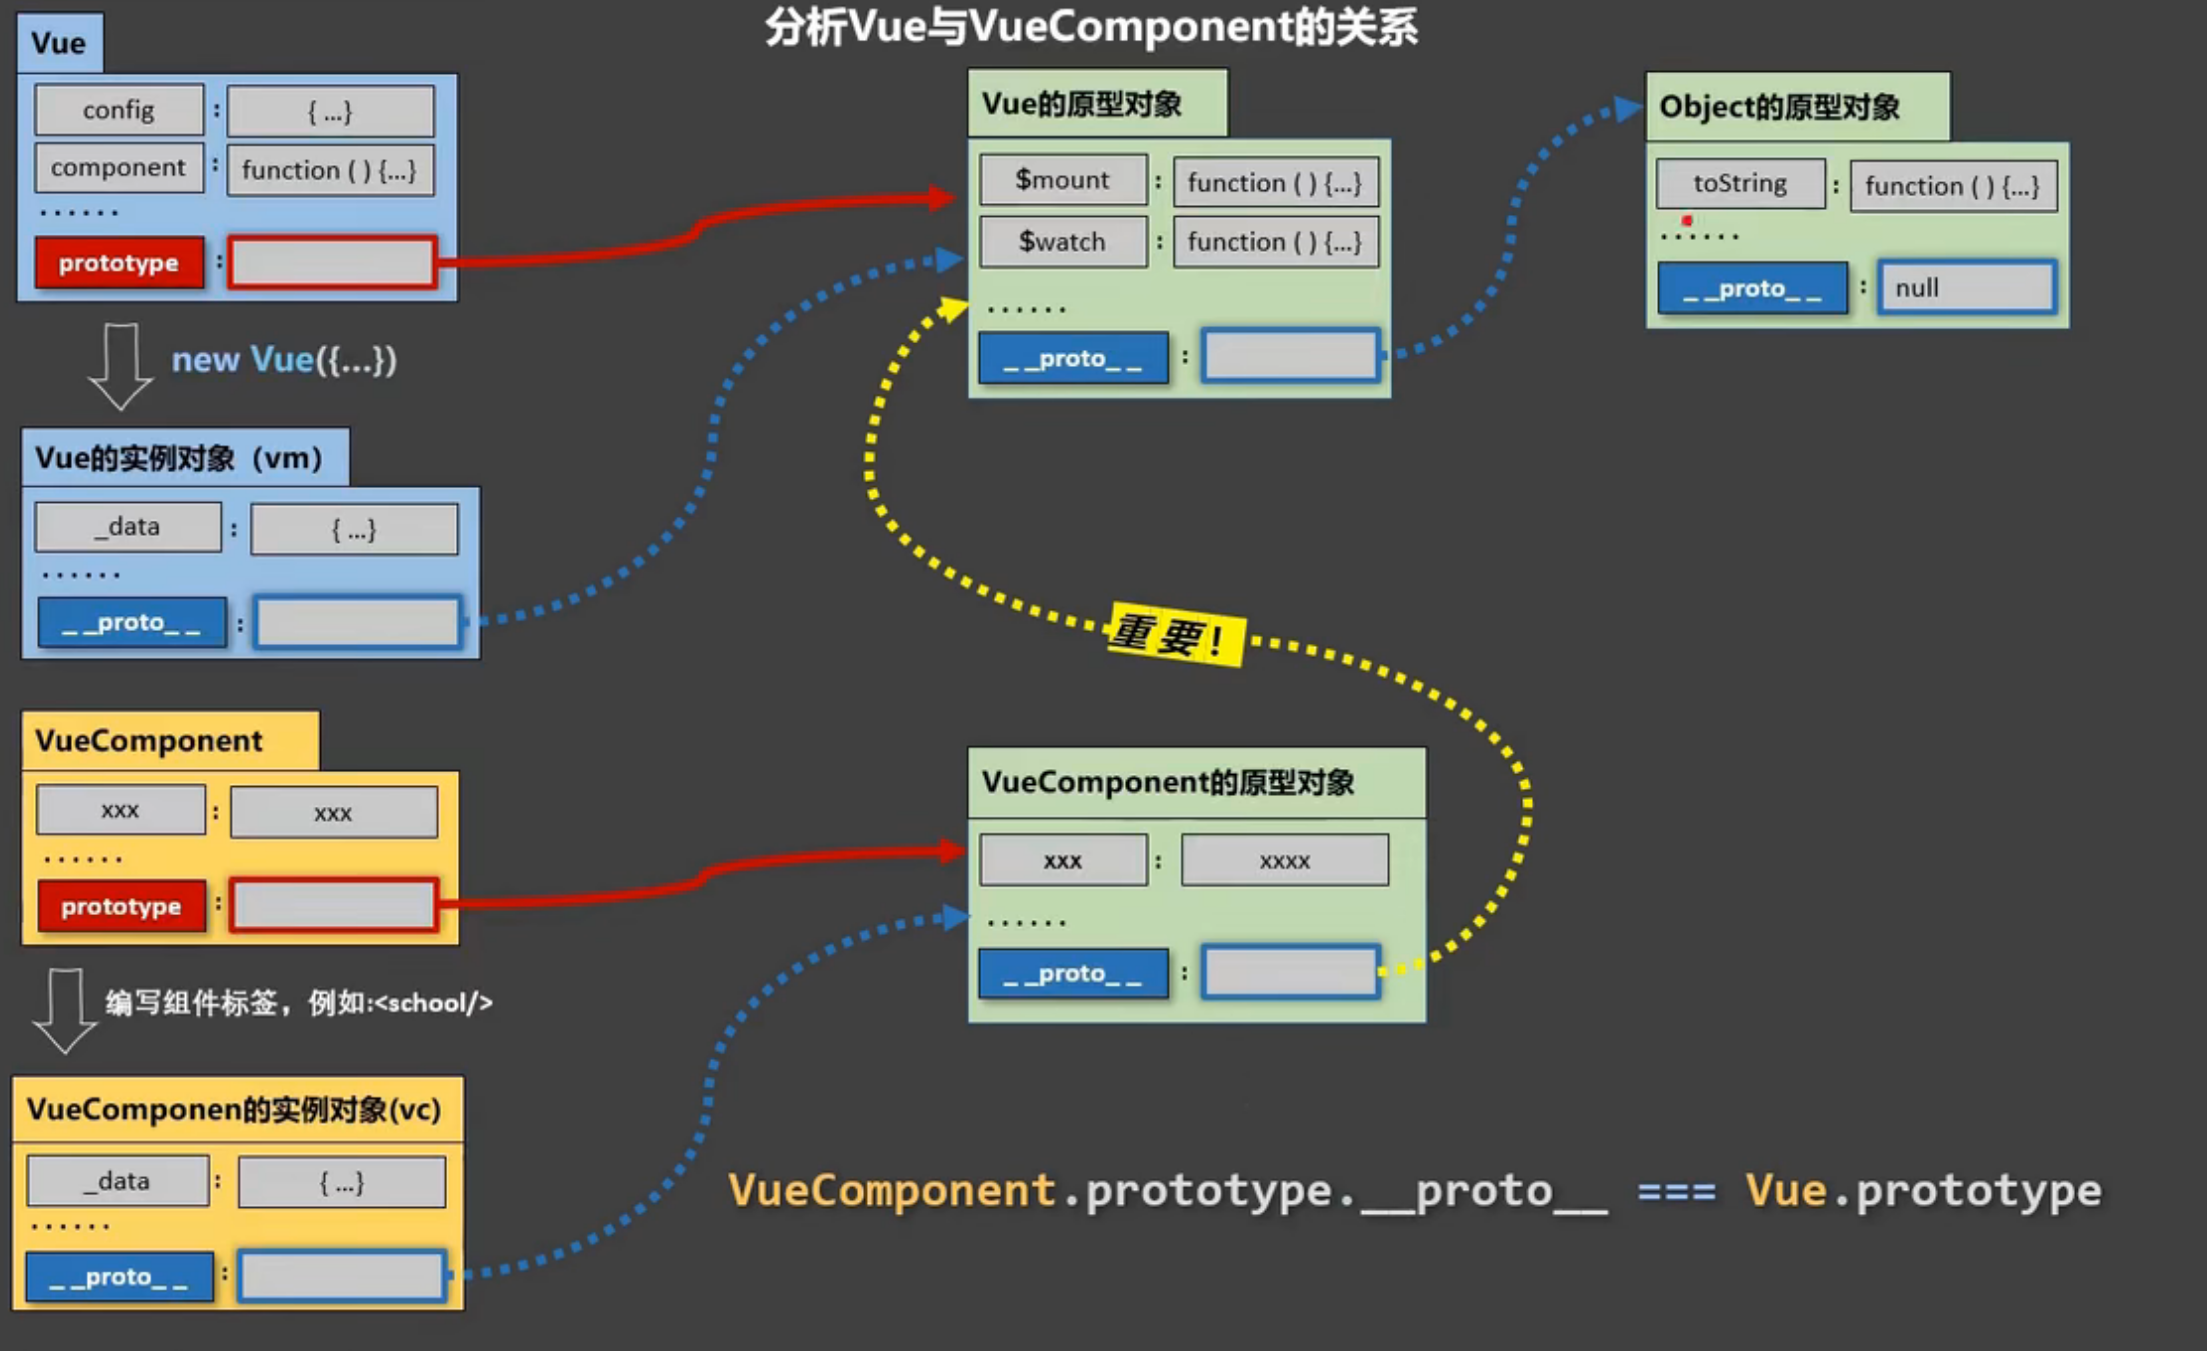 分析Vue与VueComponent的关系
Vue
config : { ...}
component : function ( ) {...}
······
prototype :
new Vue({...})
Vue的实例对象（vm）
_data : { ...}
······
_ _proto_ _ :
VueComponent
xxx : xxx
······
prototype :
编写组件标签，例如:<school/>
VueComponen的实例对象(vc)
_data : { ...}
······
_ _proto_ _ :
Vue的原型对象
$mount : function ( ) {...}
$watch : function ( ) {...}
······
_ _proto_ _ :
Object的原型对象
toString : function ( ) {...}
······
_ _proto_ _ : null
重要!
VueComponent的原型对象
xxx : xxxx
······
_ _proto_ _ :
VueComponent.prototype.__proto__ === Vue.prototype